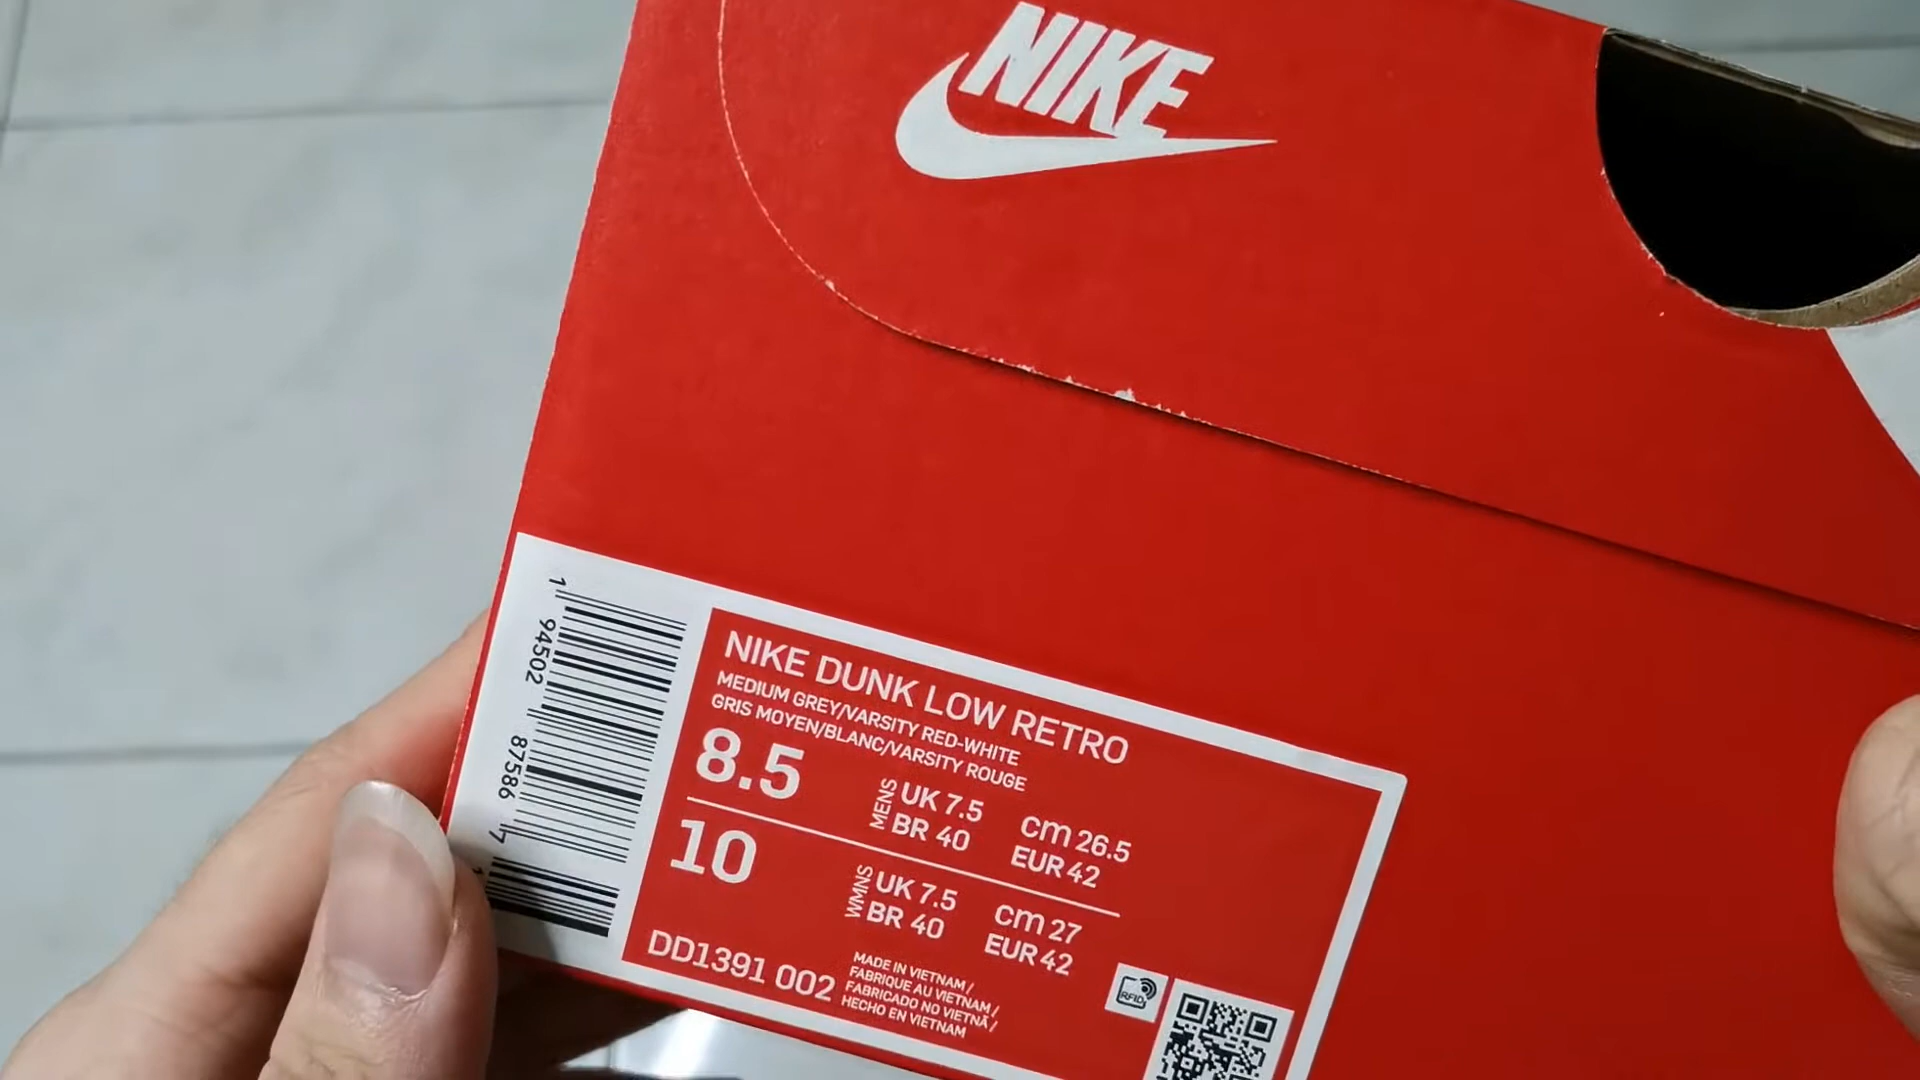 NIKE
1 94502 87586 7
NIKE DUNK LOW RETRO
MEDIUM GREY/VARSITY RED-WHITE
GRIS MOYEN/BLANC/VARSITY ROUGE
8.5
MENS
UK 7.5
BR 40
cm 26.5
EUR 42
10
WMNS
UK 7.5
BR 40
cm 27
EUR 42
DD1391 002
MADE IN VIETNAM/
FABRIQUE AU VIETNAM/
FABRICADO NO VIETNÃ/
HECHO EN VIETNAM
RFID